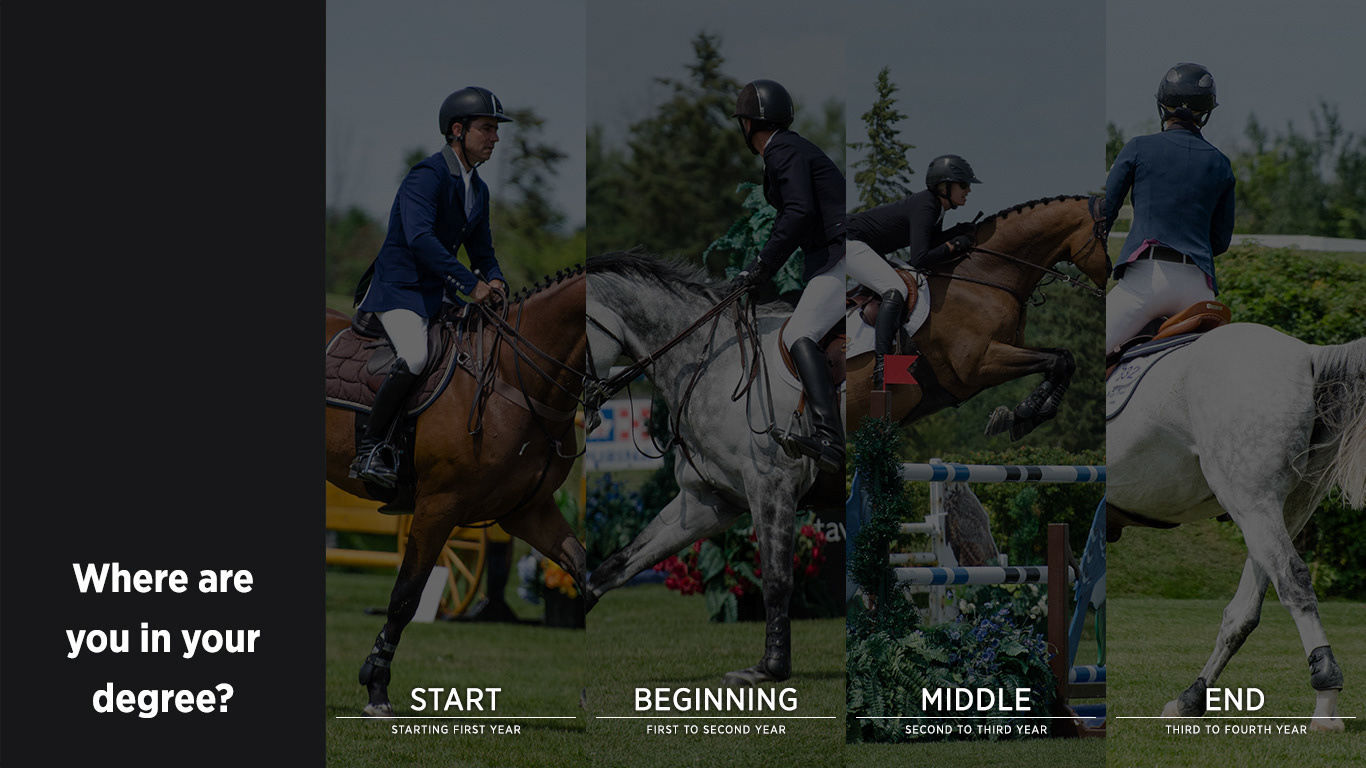 Where are
you in your
degree?
START
STARTING FIRST YEAR
BEGINNING
FIRST TO SECOND YEAR
MIDDLE
SECOND TO THIRD YEAR
END
THIRD TO FOURTH YEAR